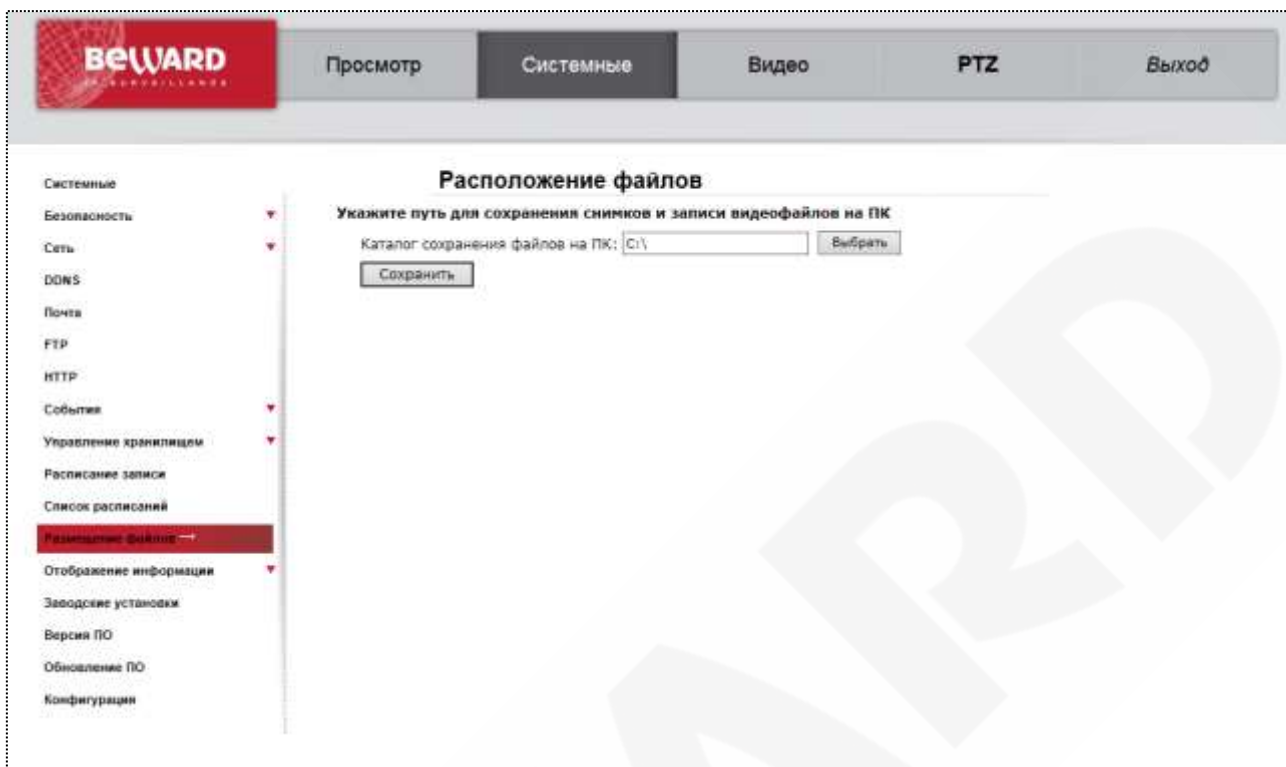 BEWARD
Просмотр
Системные
Видео
PTZ
Выход
Системные
Безопасность
Сеть
DDNS
Почта
FTP
HTTP
События
Управление хранилищем
Расписание записи
Список расписаний
Размещение файлов →
Отображение информации
Заводские установки
Версия ПО
Обновление ПО
Конфигурация
Расположение файлов
Укажите путь для сохранения снимков и записи видеофайлов на ПК
Каталог сохранения файлов на ПК: C:\ Выбрать
Сохранить